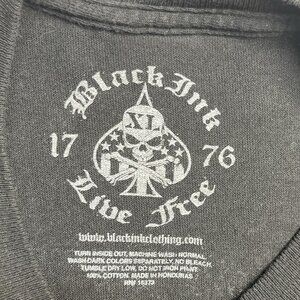 Black Ink
XL
17 76
Live Free
www.blackinkclothing.com
TURN INSIDE OUT, MACHINE WASH NORMAL
WASH DARK COLORS SEPARATELY, NO BLEACH
TUMBLE DRY LOW, DO NOT IRON PRINT
100% COTTON, MADE IN HONDURAS